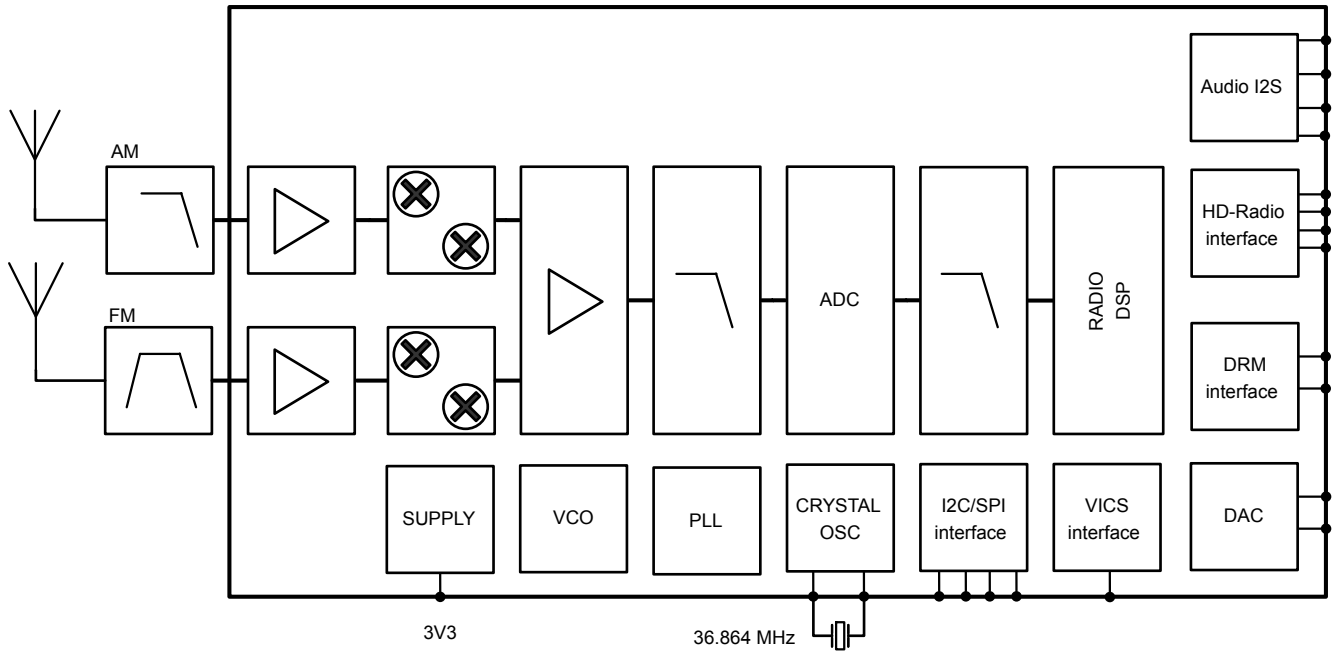 Audio I2S
AM
HD-Radio
interface
ADC
RADIO
DSP
FM
DRM
interface
SUPPLY
VCO
PLL
CRYSTAL
OSC
I2C/SPI
interface
VICS
interface
DAC
3V3
36.864 MHz